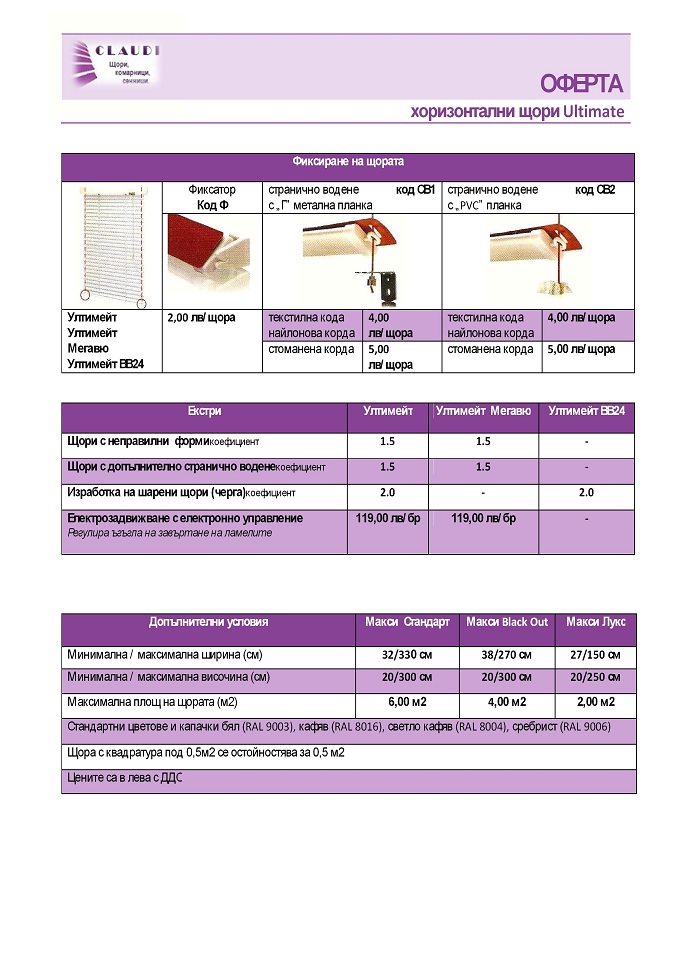 CLAUDI
Щори,
комарници,
сенници.
ОФЕРТА
хоризонтални щори Ultimate
Фиксиране на щората
Фиксатор
Код Ф
странично водене код СВ1
с „Г" метална планка
странично водене код СВ2
с „PVC" планка
Ултимейт
Ултимейт
Мегавю
Ултимейт ВВ24
2,00 лв/щора
текстилна кода
найлонова корда
4,00
лв/щора
текстилна кода
найлонова корда
4,00 лв/щора
стоманена корда
5,00
лв/щора
стоманена корда
5,00 лв/щора
Екстри Ултимейт Ултимейт Мегавю Ултимейт ВВ24
Щори с неправилни форми коефициент 1.5 1.5 -
Щори с допълнително странично водене коефициент 1.5 1.5 -
Изработка на шарени щори (черга) коефициент 2.0 - 2.0
Електрозадвижване с електронно управление 119,00 лв/бр 119,00 лв/бр -
Регулира ъгъла на завъртане на ламелите
Допълнителни условия Макси Стандарт Макси Black Out Макси Лукс
Минимална / максимална ширина (см) 32/330 см 38/270 см 27/150 см
Минимална / максимална височина (см) 20/300 см 20/300 см 20/250 см
Максимална площ на щората (м2) 6,00 м2 4,00 м2 2,00 м2
Стандартни цветове и капачки бял (RAL 9003), кафяв (RAL 8016), светло кафяв (RAL 8004), сребрист (RAL 9006)
Щора с квадратура под 0,5м2 се остойностява за 0,5 м2
Цените са в лева с ДДС